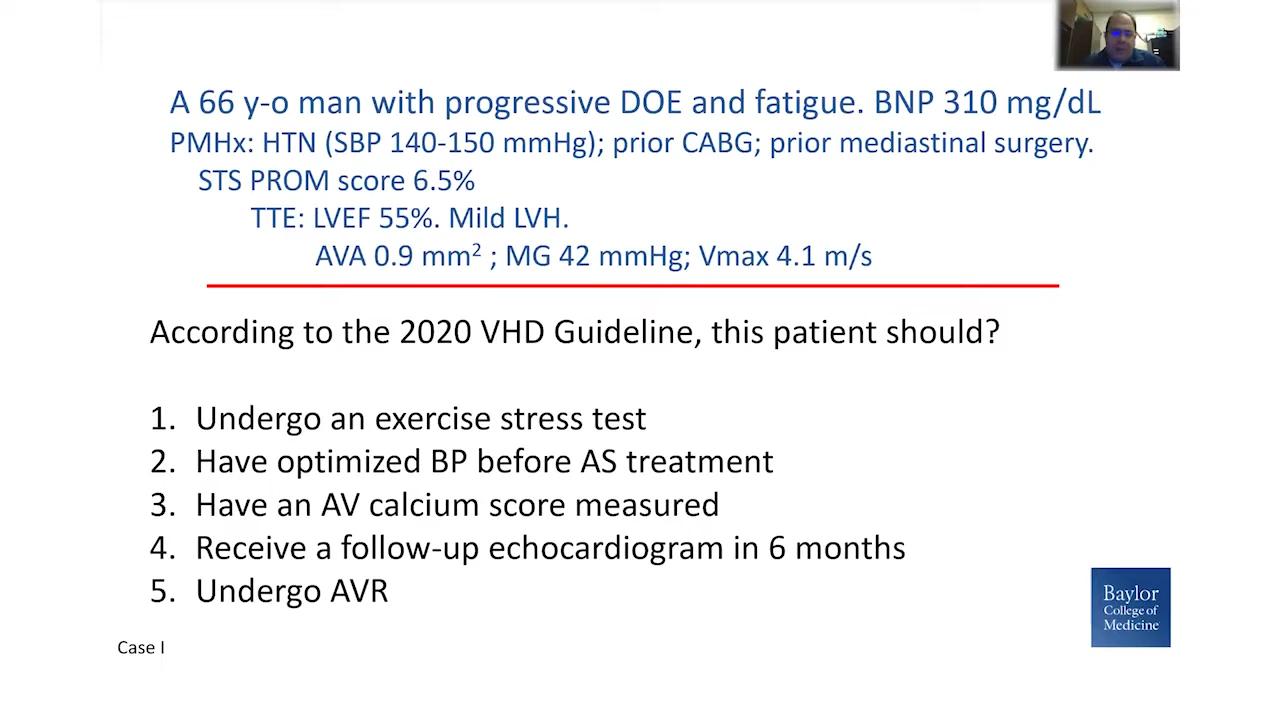 A 66 y-o man with progressive DOE and fatigue. BNP 310 mg/dL
PMHx: HTN (SBP 140-150 mmHg); prior CABG; prior mediastinal surgery.
STS PROM score 6.5%
TTE: LVEF 55%. Mild LVH.
AVA 0.9 mm² ; MG 42 mmHg; Vmax 4.1 m/s
According to the 2020 VHD Guideline, this patient should?
1. Undergo an exercise stress test
2. Have optimized BP before AS treatment
3. Have an AV calcium score measured
4. Receive a follow-up echocardiogram in 6 months
5. Undergo AVR
Baylor
College of
Medicine
Case I